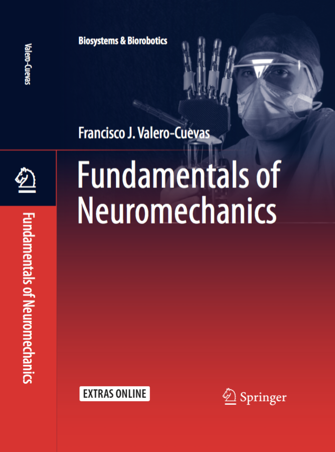 Valero-Cuevas
Fundamentals of Neuromechanics
Biosystems & Biorobotics
Francisco J. Valero-Cuevas
Fundamentals of
Neuromechanics
EXTRAS ONLINE
Springer